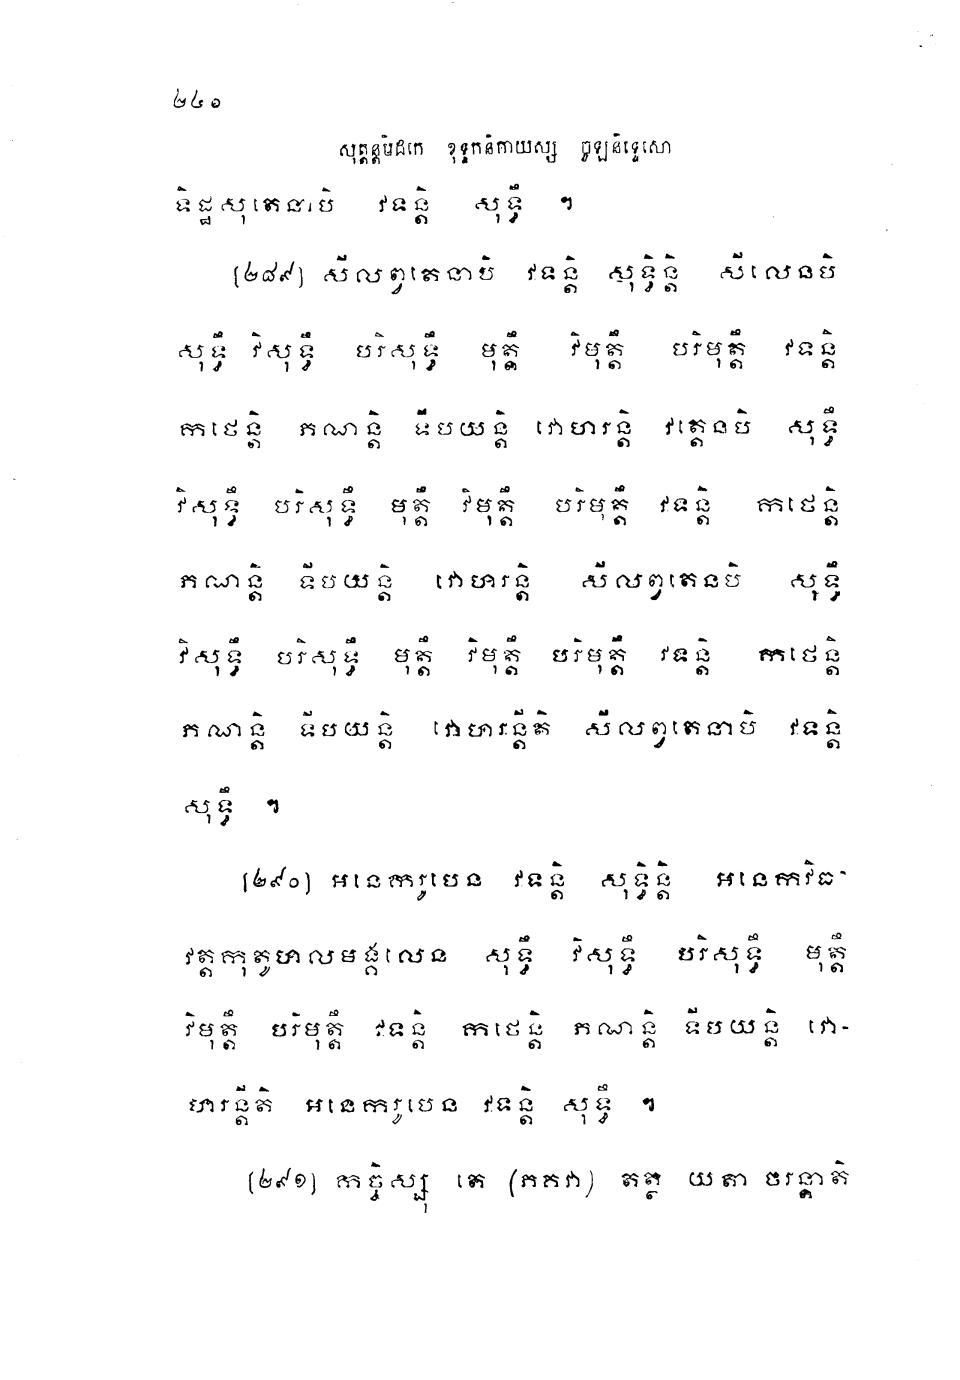 ២៤១
សុត្តន្តបិដកេ ខុទ្ទកនិកាយស្ស ចូឡនិទ្ទេសោ
ទិដ្ឋសុតេនាបិ វទន្តិ សុទ្ធឹ ។
(២៨៩) សីលព្វតេនាបិ វទន្តិ សុទ្ធិន្តិ សីលេនបិ
សុទ្ធឹ វិសុទ្ធឹ បរិសុទ្ធឹ មុត្តឹ វិមុត្តឹ បរិមុត្តឹ វទន្តិ
កថេន្តិ ភណន្តិ ទីបយន្តិ វោហារន្តិ វត្តេនបិ សុទ្ធឹ
វិសុទ្ធឹ បរិសុទ្ធឹ មុត្តឹ វិមុត្តឹ បរិមុត្តឹ វទន្តិ កថេន្តិ
ភណន្តិ ទីបយន្តិ វោហារន្តិ សីលព្វតេនបិ សុទ្ធឹ
វិសុទ្ធឹ បរិសុទ្ធឹ មុត្តឹ វិមុត្តឹ បរិមុត្តឹ វទន្តិ កថេន្តិ
ភណន្តិ ទីបយន្តិ វោហារន្តីតិ សីលព្វតេនាបិ វទន្តិ
សុទ្ធឹ ។
(២៩០) អនេករូបេន វទន្តិ សុទ្ធិន្តិ អនេកវិធ-
វត្តកុតូហលមង្គលេន សុទ្ធឹ វិសុទ្ធឹ បរិសុទ្ធឹ មុត្តឹ
វិមុត្តឹ បរិមុត្តឹ វទន្តិ កថេន្តិ ភណន្តិ ទីបយន្តិ វោ-
ហារន្តីតិ អនេករូបេន វទន្តិ សុទ្ធឹ ។
(២៩១) កច្ចិស្សុ តេ (ភគវា) តត្ថ យតា ចរន្តាតិ